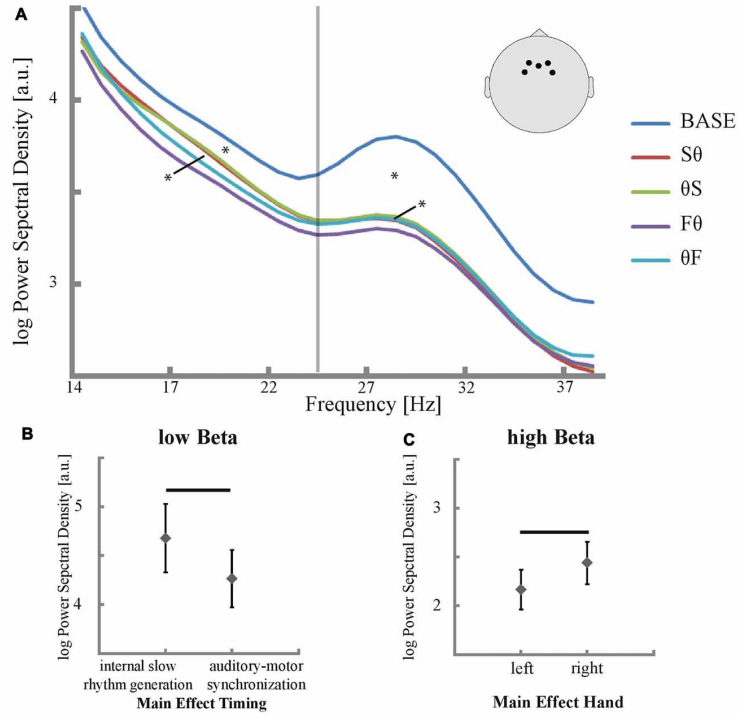 A
log Power Sepctral Density [a.u.]
4
3
*
*
*
*
14
17
22
27
32
37
Frequency [Hz]
BASE
Sθ
θS
Fθ
θF
B
low Beta
log Power Sepctral Density [a.u.]
5
4
internal slow
rhythm generation
auditory-motor
synchronization
Main Effect Timing
C
high Beta
log Power Sepctral Density [a.u.]
3
2
left
right
Main Effect Hand